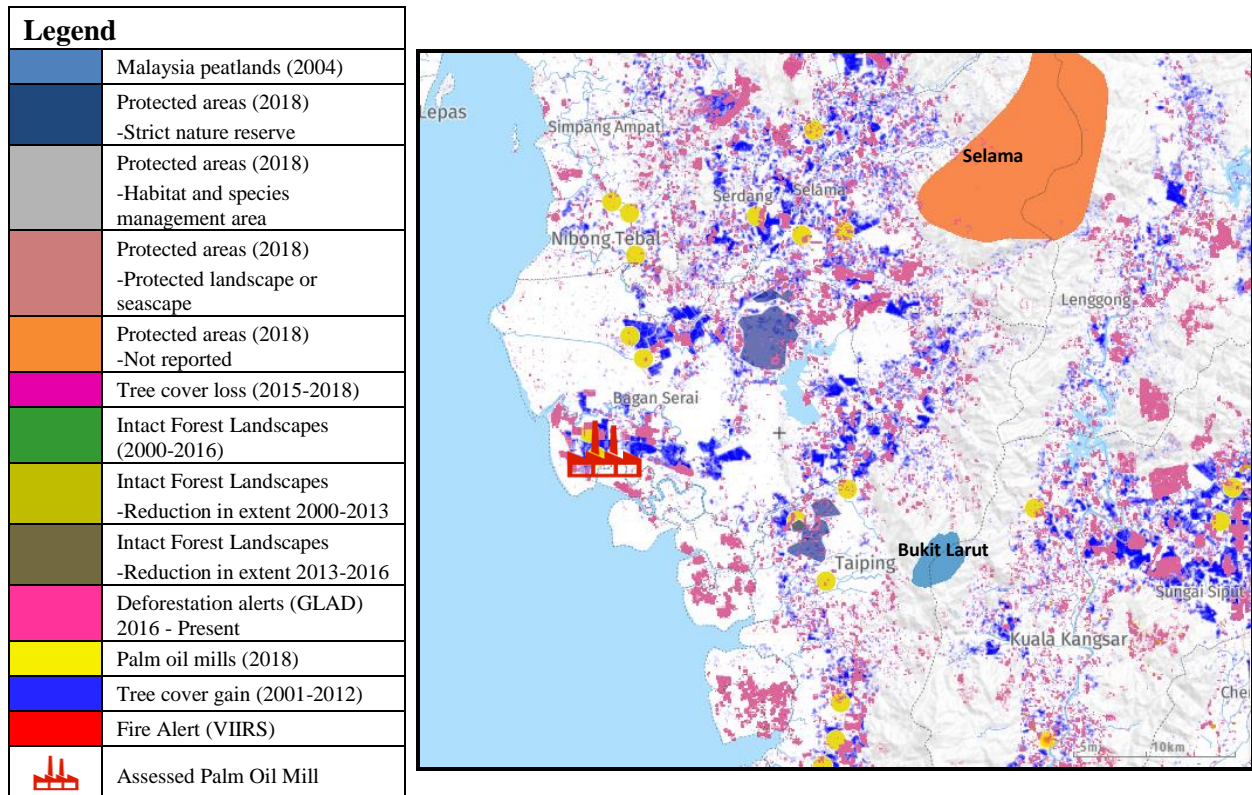 Legend
Malaysia peatlands (2004)
Protected areas (2018)
-Strict nature reserve
Protected areas (2018)
-Habitat and species
management area
Protected areas (2018)
-Protected landscape or
seascape
Protected areas (2018)
-Not reported
Tree cover loss (2015-2018)
Intact Forest Landscapes
(2000-2016)
Intact Forest Landscapes
-Reduction in extent 2000-2013
Intact Forest Landscapes
-Reduction in extent 2013-2016
Deforestation alerts (GLAD)
2016 - Present
Palm oil mills (2018)
Tree cover gain (2001-2012)
Fire Alert (VIIRS)
Assessed Palm Oil Mill
Lepas
Simpang Ampat
Selama
Serdang
Selama
Nibong Tebal
Lenggong
Bagan Serai
Bukit Larut
Taiping
Sungai Siput
Kuala Kangsar
Che
5mi
10km